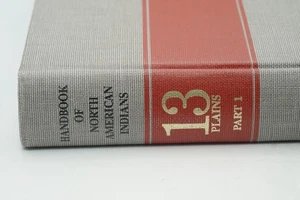 HANDBOOK
OF
NORTH
AMERICAN
INDIANS
13
PLAINS
PART 1